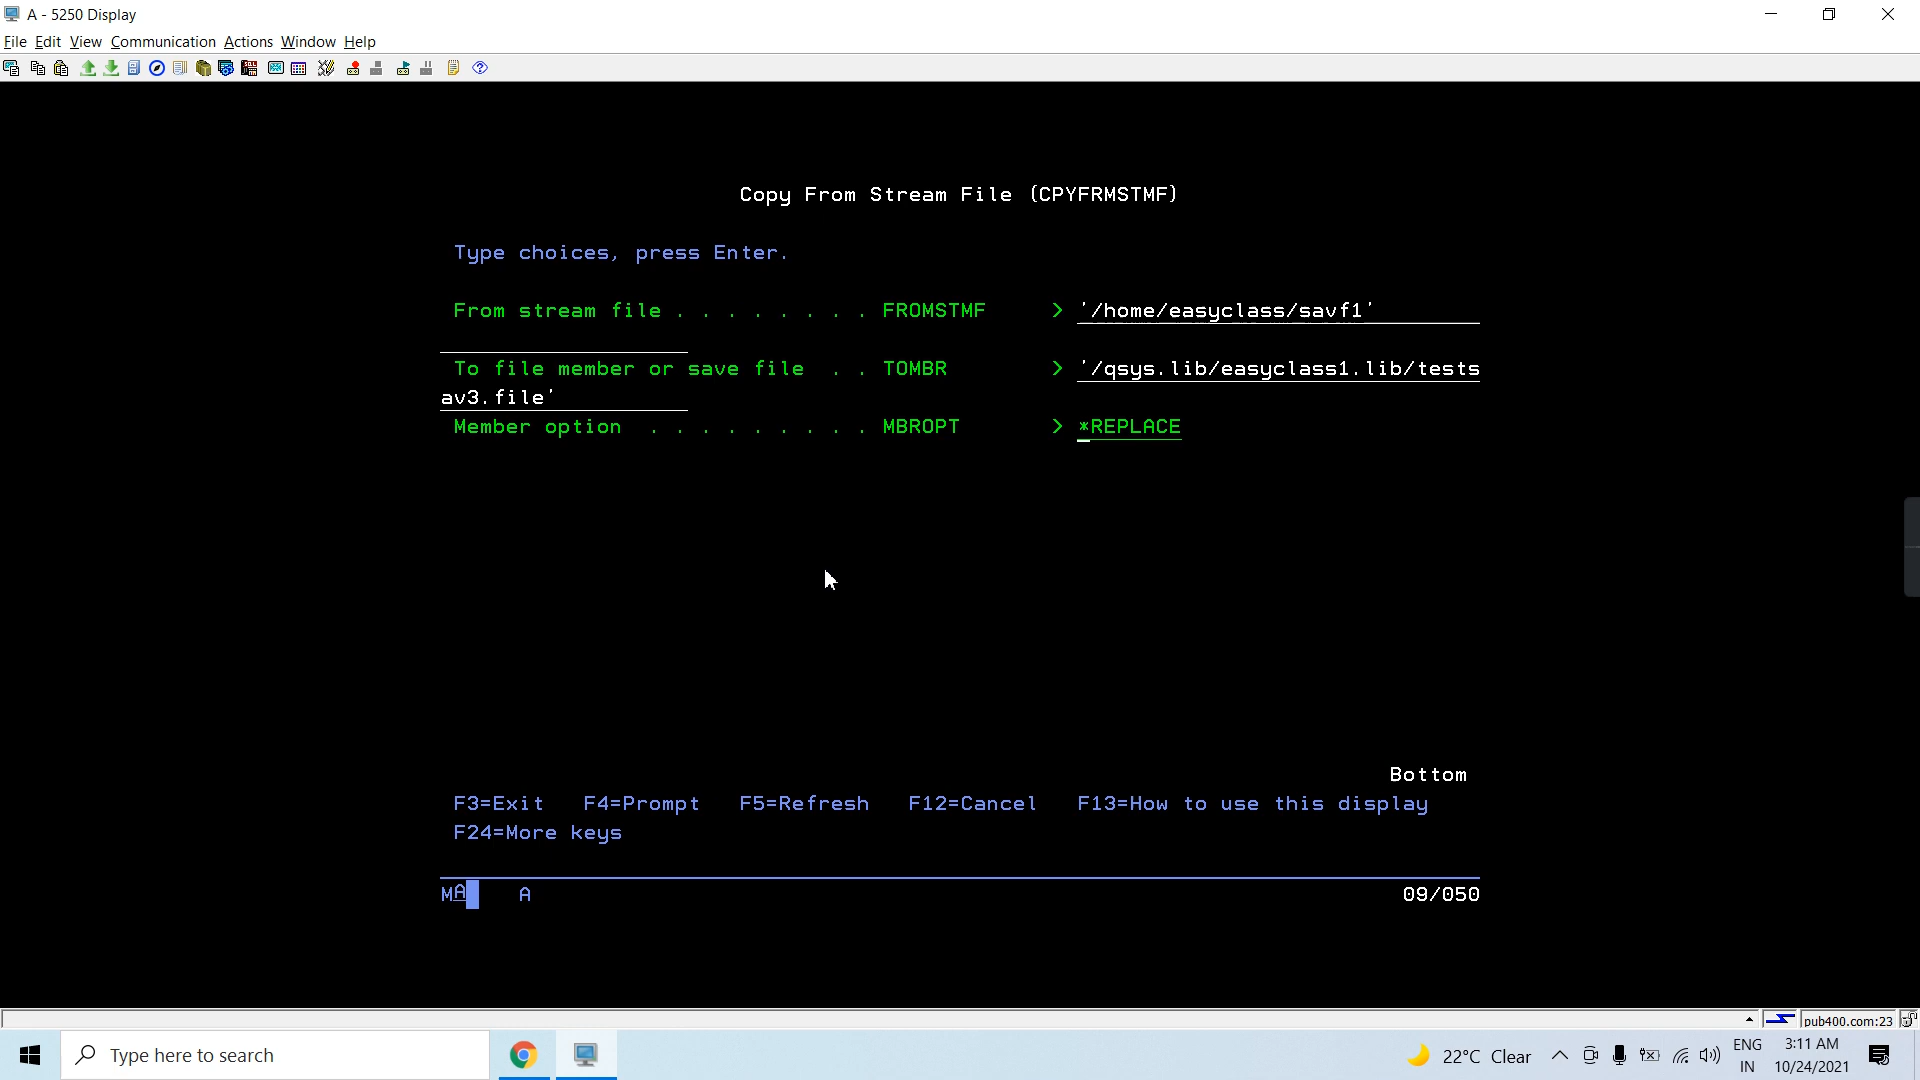 A - 5250 Display
File Edit View Communication Actions Window Help
Copy From Stream File (CPYFRMSTMF)
Type choices, press Enter.
From stream file . . . . . . . . FROMSTMF > '/home/easyclass/savf1'
To file member or save file . . TOMBR > '/qsys.lib/easyclass1.lib/tests
av3.file'
Member option . . . . . . . . . MBROPT > *REPLACE
Bottom
F3=Exit F4=Prompt F5=Refresh F12=Cancel F13=How to use this display
F24=More keys
MA A 09/050
pub400.com:23
Type here to search
22°C Clear
ENG
IN
3:11 AM
10/24/2021